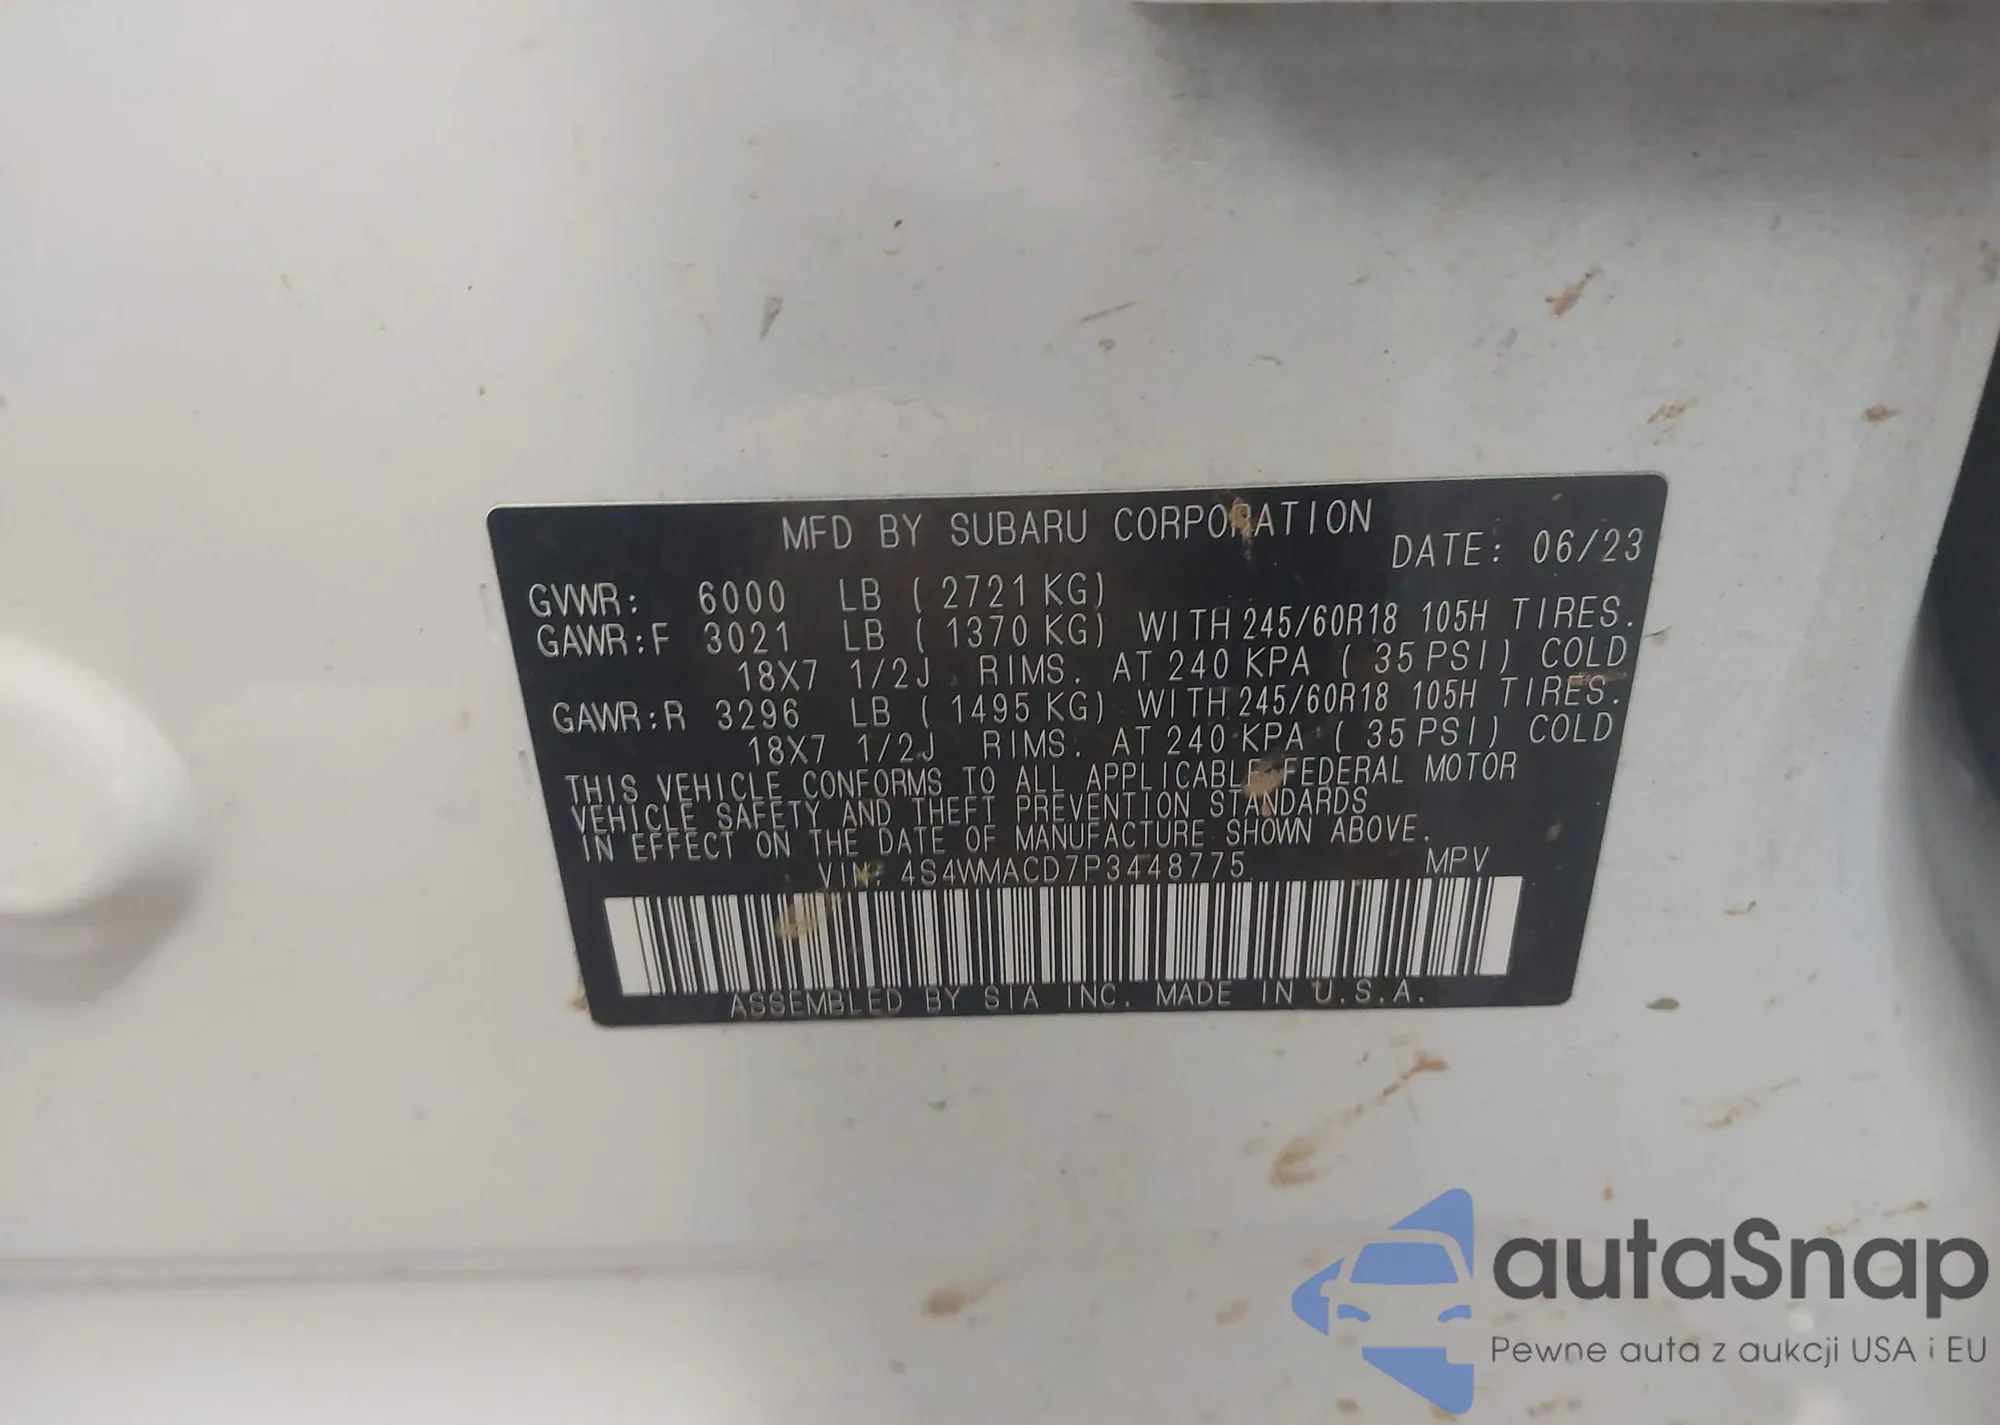 MFD BY SUBARU CORPORATION
DATE: 06/23
GVWR: 6000 LB ( 2721 KG)
GAWR:F 3021 LB ( 1370 KG) WITH 245/60R18 105H TIRES.
18X7 1/2J RIMS. AT 240 KPA ( 35 PSI) COLD
GAWR:R 3296 LB ( 1495 KG) WITH 245/60R18 105H TIRES.
18X7 1/2J RIMS. AT 240 KPA ( 35 PSI) COLD
THIS VEHICLE CONFORMS TO ALL APPLICABLE FEDERAL MOTOR
VEHICLE SAFETY AND THEFT PREVENTION STANDARDS
IN EFFECT ON THE DATE OF MANUFACTURE SHOWN ABOVE.
VIN: 4S4WMACD7P3448775 MPV
ASSEMBLED BY SIA INC. MADE IN U.S.A.
autaSnap
Pewne auta z aukcji USA i EU